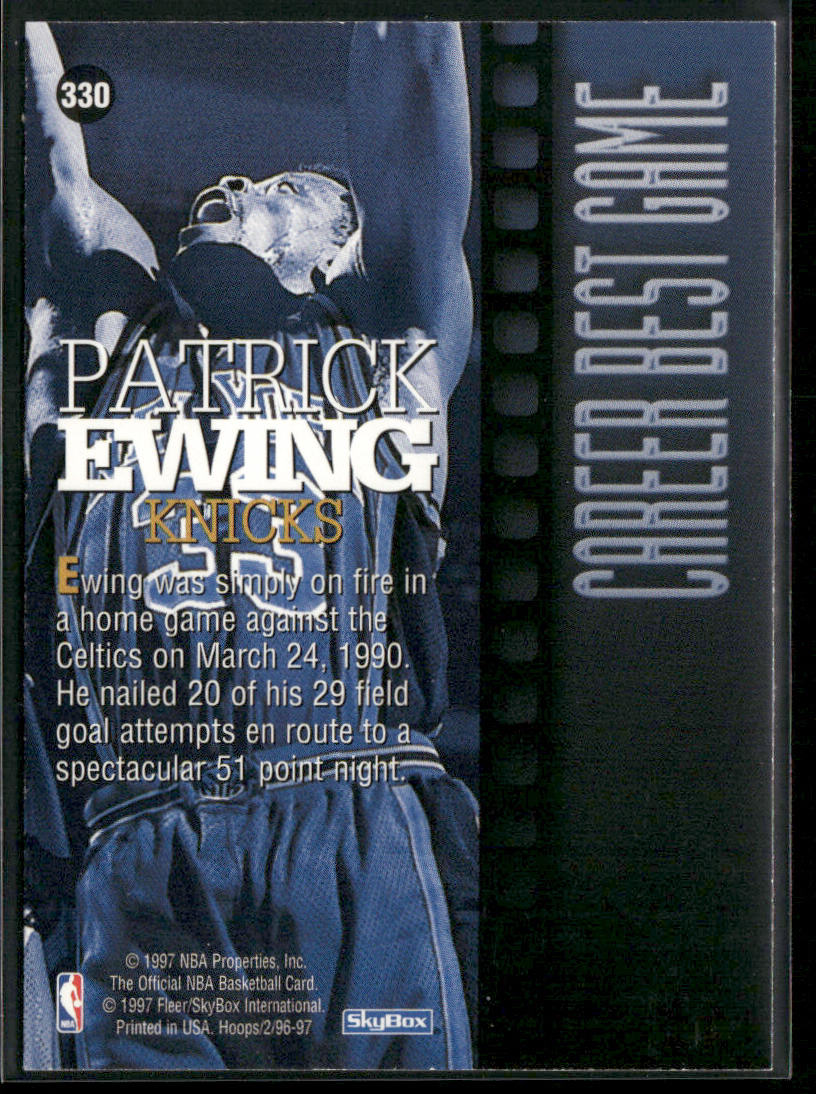 330
CAREER BEST GAME
PATRICK
EWING
KNICKS
33
Ewing was simply on fire in
a home game against the
Celtics on March 24, 1990.
He nailed 20 of his 29 field
goal attempts en route to a
spectacular 51 point night.
© 1997 NBA Properties, Inc.
The Official NBA Basketball Card.
© 1997 Fleer/SkyBox International.
Printed in USA. Hoops/2/96-97
NBA
SkyBox